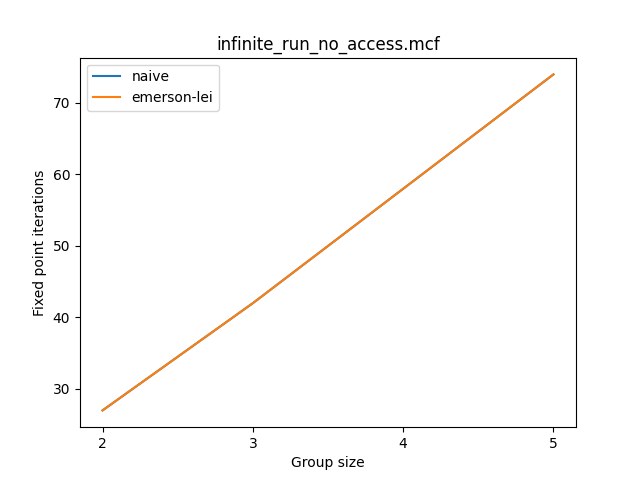 infinite_run_no_access.mcf
naive
emerson-lei
Fixed point iterations
70
60
50
40
30
2 3 4 5
Group size